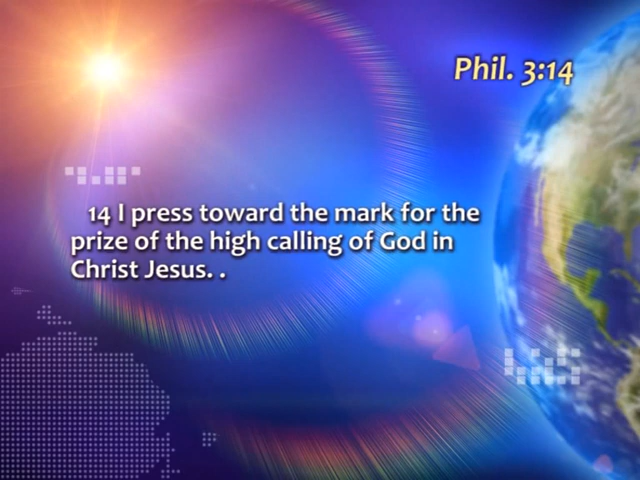 Phil. 3:14
14 I press toward the mark for the
prize of the high calling of God in
Christ Jesus. .